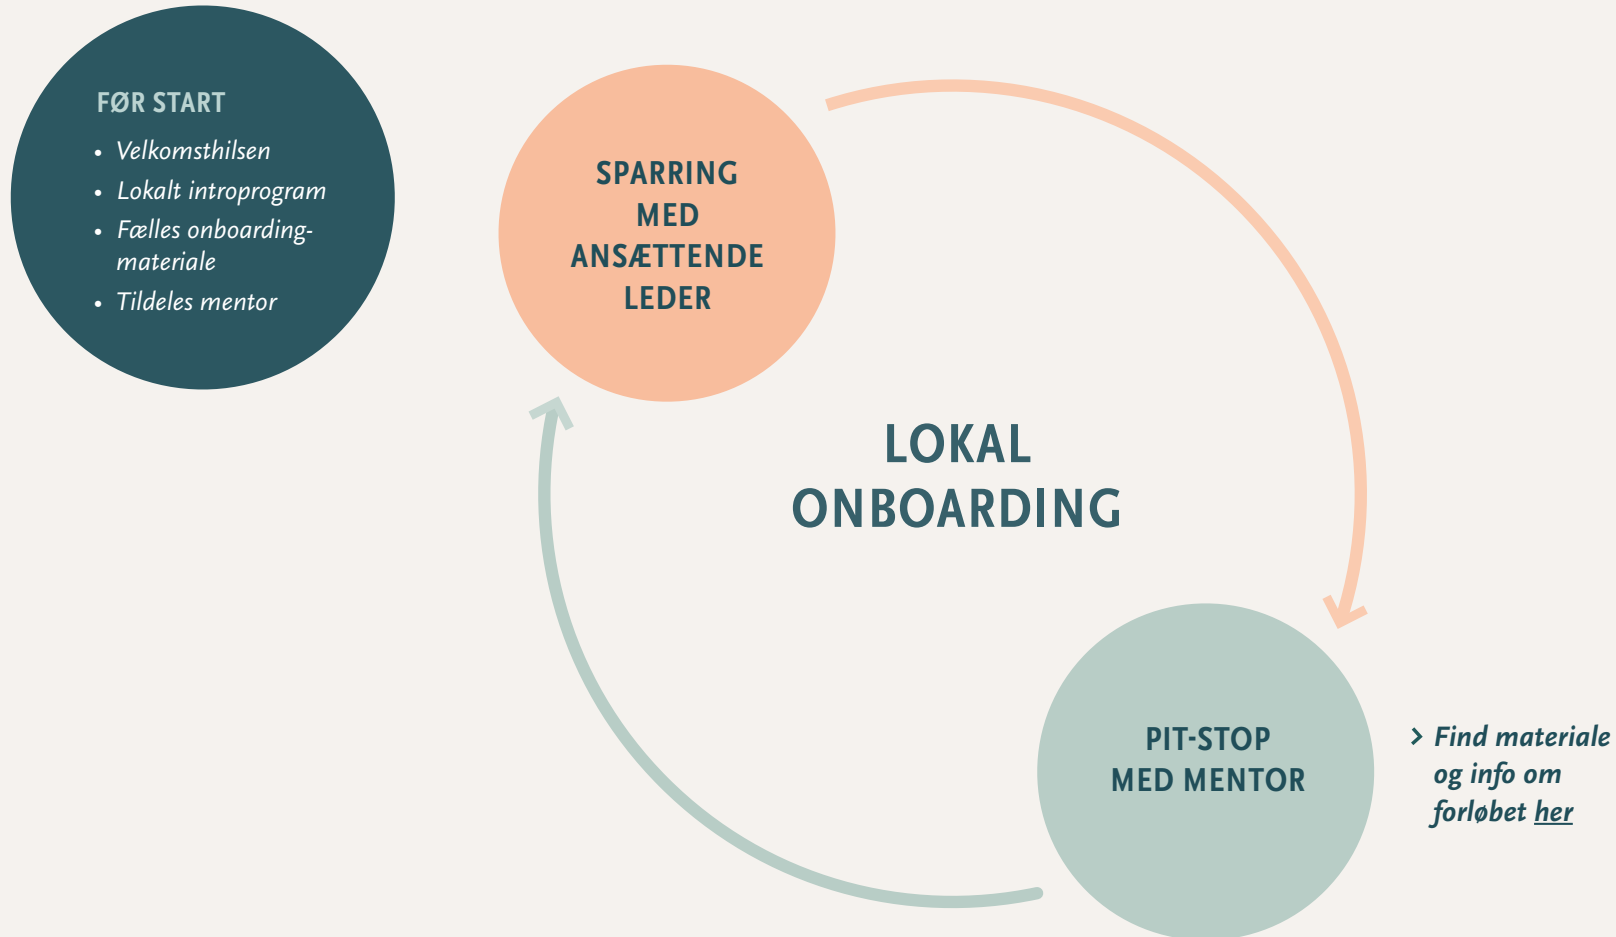 FØR START
• Velkomsthilsen
• Lokalt introprogram
• Fælles onboarding-
materiale
• Tildeles mentor
SPARRING
MED
ANSÆTTENDE
LEDER
LOKAL
ONBOARDING
PIT-STOP
MED MENTOR
> Find materiale
og info om
forløbet her